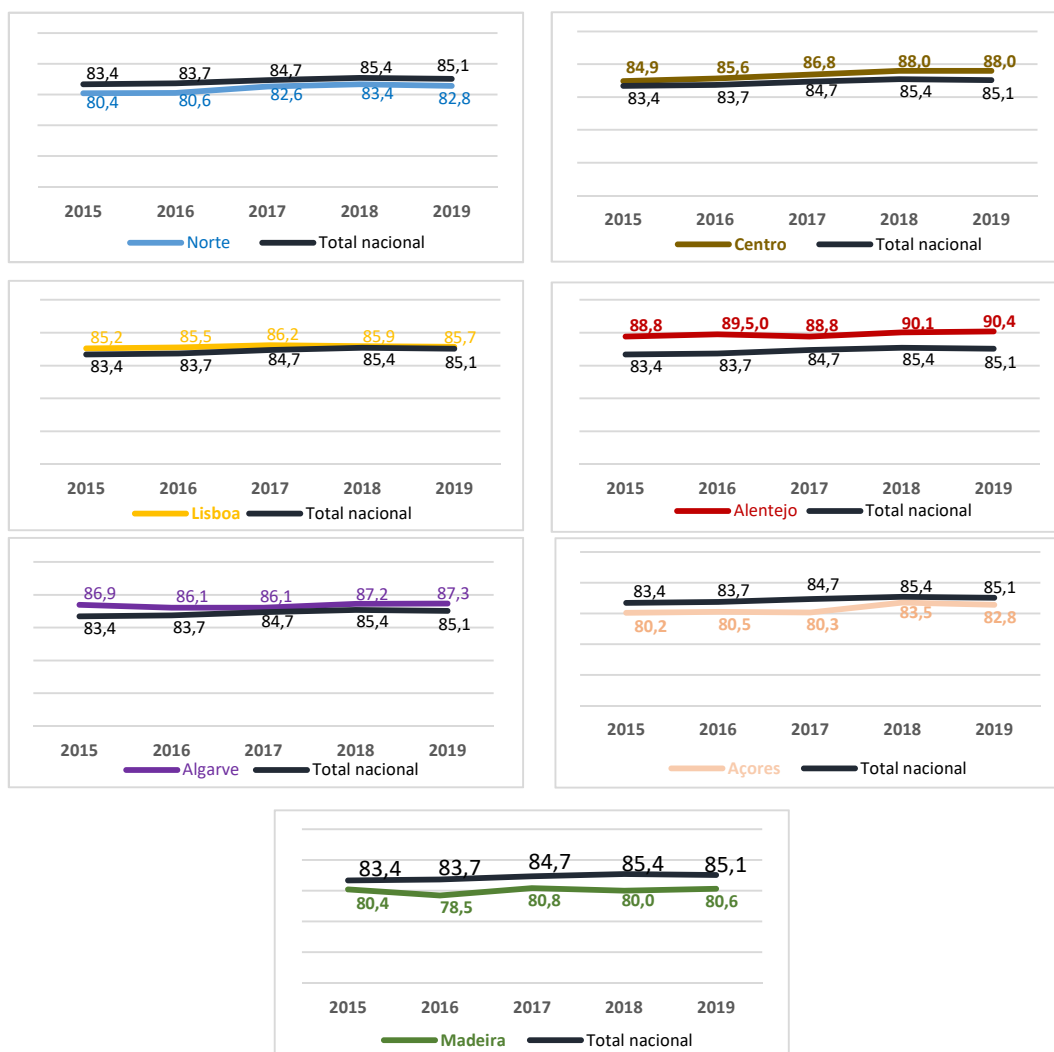 83,4 83,7 84,7 85,4 85,1
80,4 80,6 82,6 83,4 82,8
2015 2016 2017 2018 2019
Norte Total nacional
84,9 85,6 86,8 88,0 88,0
83,4 83,7 84,7 85,4 85,1
2015 2016 2017 2018 2019
Centro Total nacional
85,2 85,5 86,2 85,9 85,7
83,4 83,7 84,7 85,4 85,1
2015 2016 2017 2018 2019
Lisboa Total nacional
88,8 89,5,0 88,8 90,1 90,4
83,4 83,7 84,7 85,4 85,1
2015 2016 2017 2018 2019
Alentejo Total nacional
86,9 86,1 86,1 87,2 87,3
83,4 83,7 84,7 85,4 85,1
2015 2016 2017 2018 2019
Algarve Total nacional
83,4 83,7 84,7 85,4 85,1
80,2 80,5 80,3 83,5 82,8
2015 2016 2017 2018 2019
Açores Total nacional
83,4 83,7 84,7 85,4 85,1
80,4 78,5 80,8 80,0 80,6
2015 2016 2017 2018 2019
Madeira Total nacional